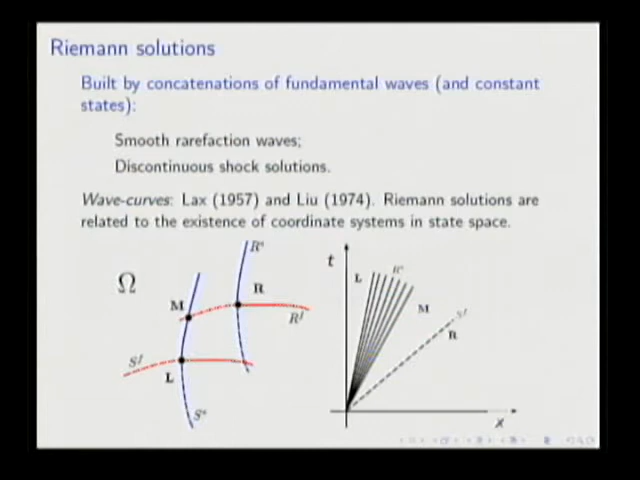 Riemann solutions
Built by concatenations of fundamental waves (and constant
states):
Smooth rarefaction waves;
Discontinuous shock solutions.
Wave-curves: Lax (1957) and Liu (1974). Riemann solutions are
related to the existence of coordinate systems in state space.
Ω
M
R
L
R^s
R^f
S^f
S^s
t
L
R^s
M
S^f
R
x